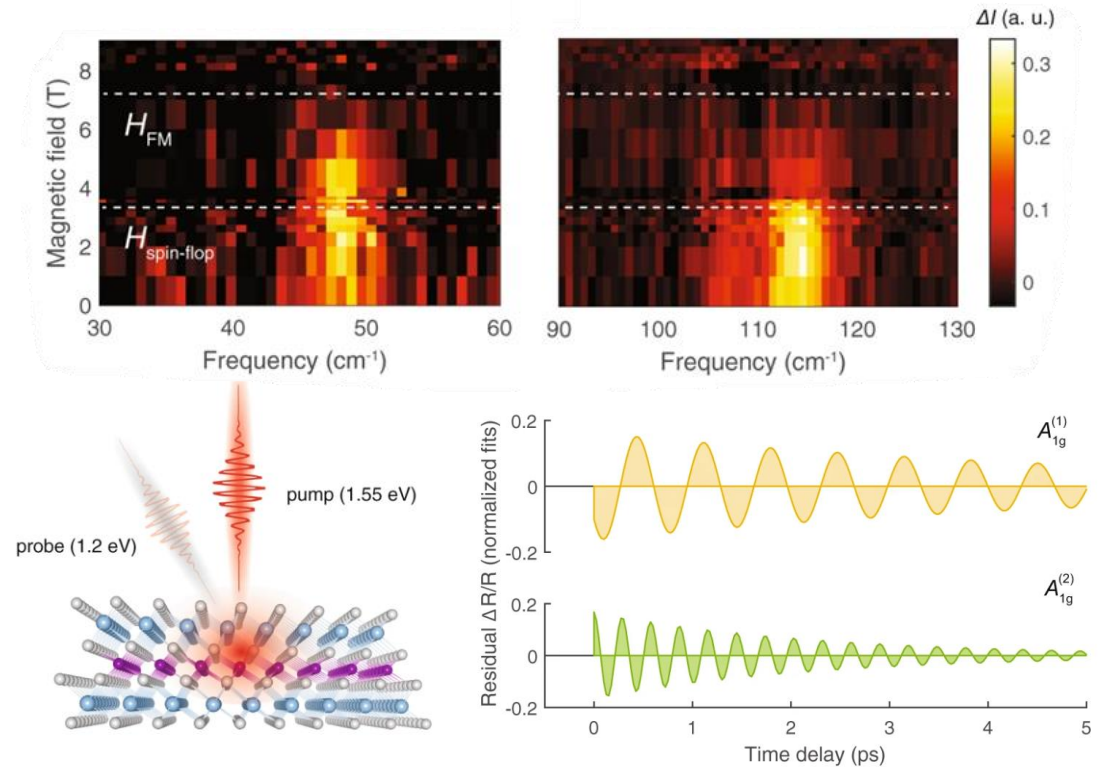 ΔI (a. u.)
0.3
0.2
0.1
0
Magnetic field (T)
8
6
4
2
0
H_FM
H_spin-flop
30 40 50 60
Frequency (cm⁻¹)
90 100 110 120 130
Frequency (cm⁻¹)
pump (1.55 eV)
probe (1.2 eV)
Residual ΔR/R (normalized fits)
0.2
0
-0.2
A₁g⁽¹⁾
0.2
0
-0.2
A₁g⁽²⁾
0 1 2 3 4 5
Time delay (ps)